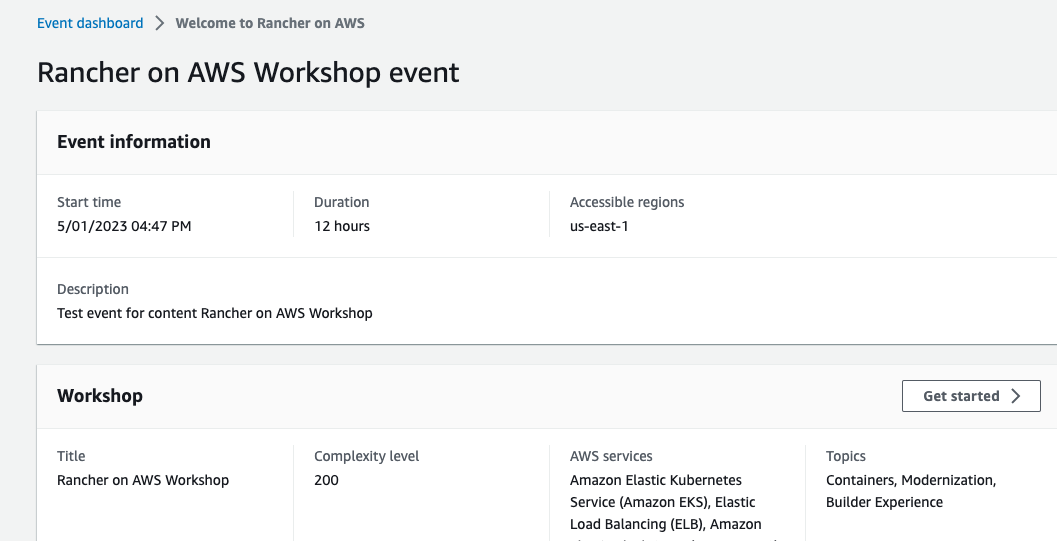 Event dashboard > Welcome to Rancher on AWS
Rancher on AWS Workshop event
Event information
Start time
5/01/2023 04:47 PM
Duration
12 hours
Accessible regions
us-east-1
Description
Test event for content Rancher on AWS Workshop
Workshop
Get started >
Title
Rancher on AWS Workshop
Complexity level
200
AWS services
Amazon Elastic Kubernetes
Service (Amazon EKS), Elastic
Load Balancing (ELB), Amazon
Topics
Containers, Modernization,
Builder Experience